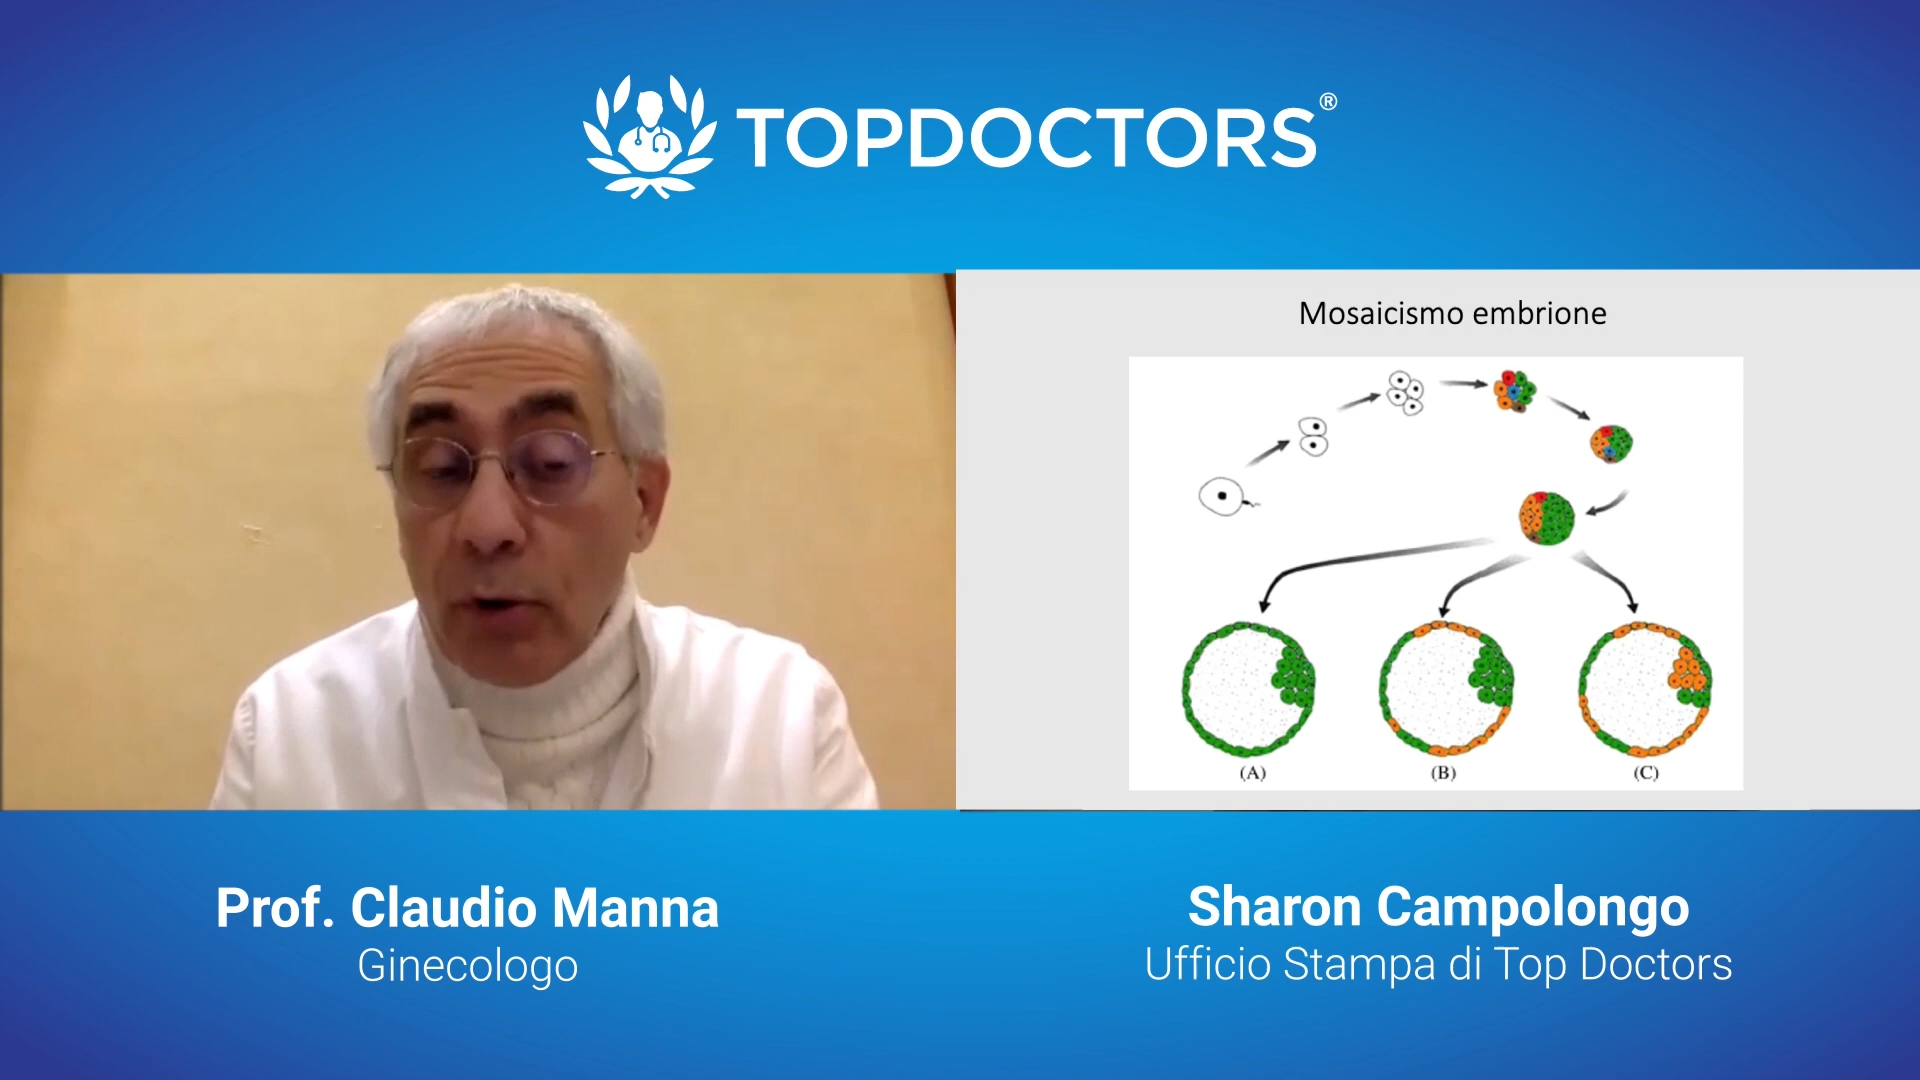 TOPDOCTORS®
Mosaicismo embrione
(A)
(B)
(C)
Prof. Claudio Manna
Ginecologo
Sharon Campolongo
Ufficio Stampa di Top Doctors